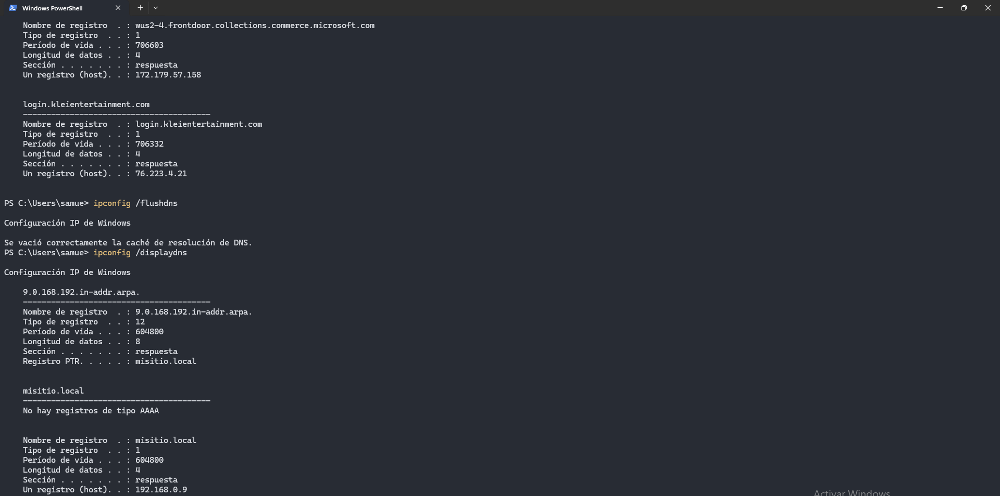 Windows PowerShell
Nombre de registro  . : wus2-4.frontdoor.collections.commerce.microsoft.com
Tipo de registro  . . : 1
Período de vida . . . : 706603
Longitud de datos . . : 4
Sección . . . . . . . : respuesta
Un registro (host). . : 172.179.57.158
login.kleientertainment.com
----------------------------------------
Nombre de registro  . : login.kleientertainment.com
Tipo de registro  . . : 1
Período de vida . . . : 706332
Longitud de datos . . : 4
Sección . . . . . . . : respuesta
Un registro (host). . : 76.223.4.21
PS C:\Users\samue> ipconfig /flushdns
Configuración IP de Windows
Se vació correctamente la caché de resolución de DNS.
PS C:\Users\samue> ipconfig /displaydns
Configuración IP de Windows
9.0.168.192.in-addr.arpa.
----------------------------------------
Nombre de registro  . : 9.0.168.192.in-addr.arpa.
Tipo de registro  . . : 12
Período de vida . . . : 604800
Longitud de datos . . : 8
Sección . . . . . . . : respuesta
Registro PTR. . . . . : misitio.local
misitio.local
----------------------------------------
No hay registros de tipo AAAA
Nombre de registro  . : misitio.local
Tipo de registro  . . : 1
Período de vida . . . : 604800
Longitud de datos . . : 4
Sección . . . . . . . : respuesta
Un registro (host). . : 192.168.0.9
Activar Windows